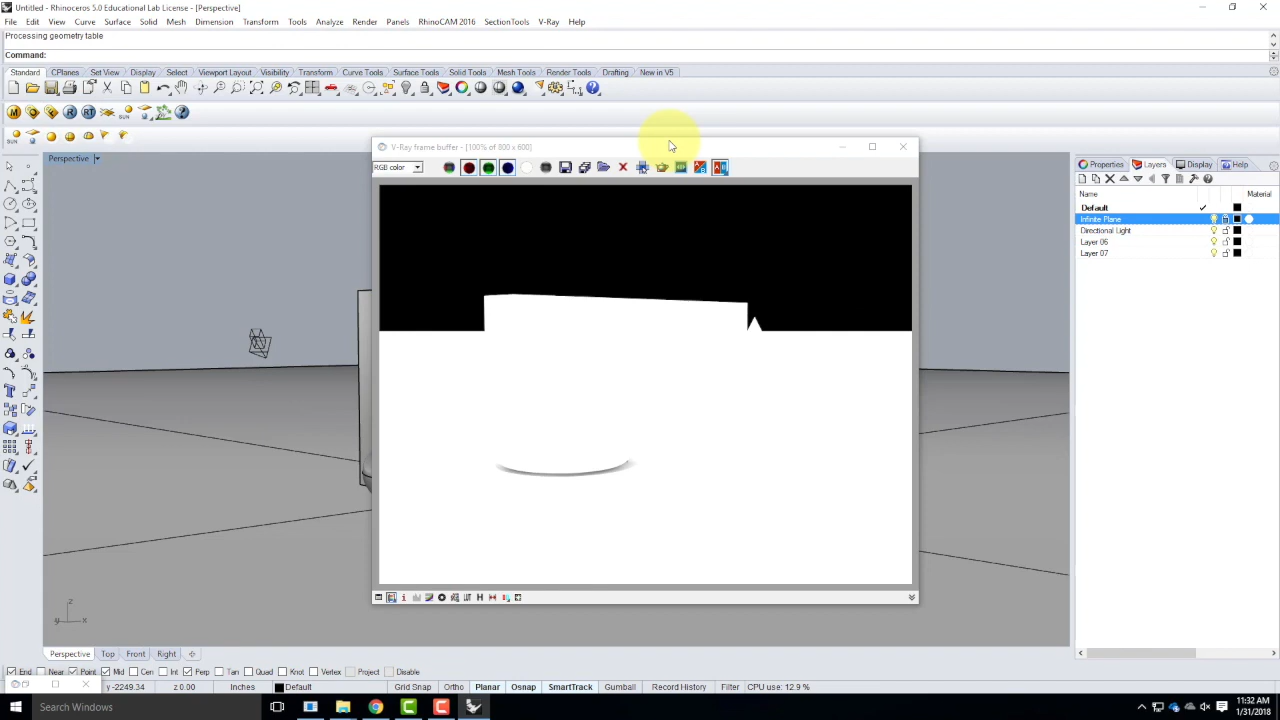 Untitled - Rhinoceros 5.0 Educational Lab License - [Perspective]
File Edit View Curve Surface Solid Mesh Dimension Transform Tools Analyze Render Panels RhinoCAM 2016 SectionTools V-Ray Help
Processing geometry table
Command:
Standard CPlanes Set View Display Select Viewport Layout Visibility Transform Curve Tools Surface Tools Solid Tools Mesh Tools Render Tools Drafting New in V5
Perspective
V-Ray frame buffer - [100% of 800 x 600]
RGB color
Properties Layers Display Help
Name Material
Default
Infinite Plane
Directional Light
Layer 06
Layer 07
z
y x
Perspective Top Front Right
End Near Point Mid Cen Int Perp Tan Quad Knot Vertex Project Disable
y -2249.34 z 0.00 Inches Default Grid Snap Ortho Planar Osnap SmartTrack Gumball Record History Filter CPU use: 12.9 %
Search Windows
11:32 AM
1/31/2018